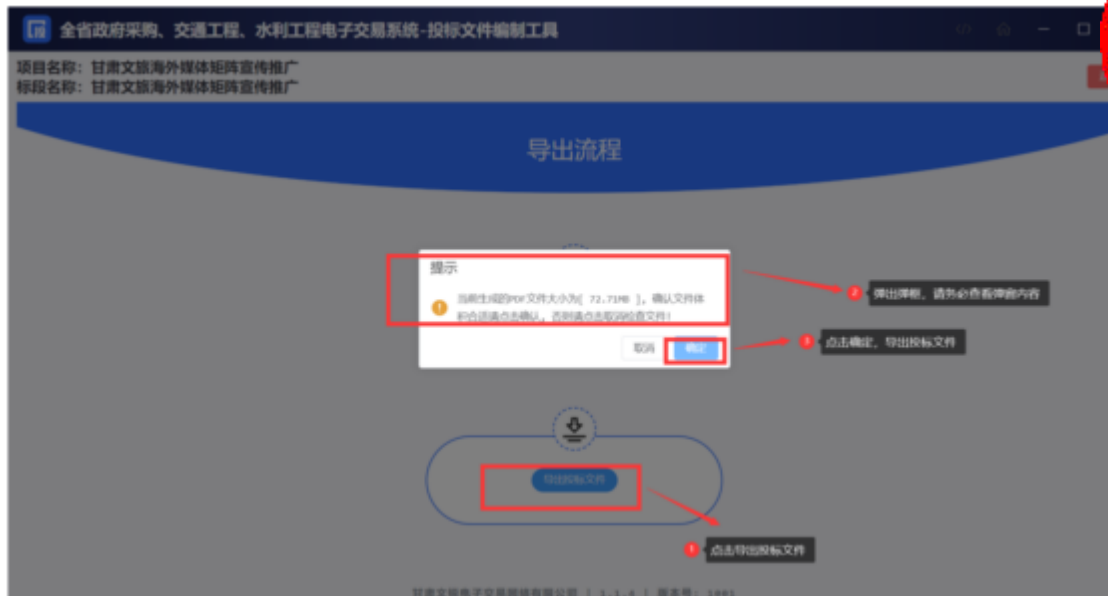 全省政府采购、交通工程、水利工程电子交易系统-投标文件编制工具
项目名称：甘肃文旅海外媒体矩阵宣传推广
标段名称：甘肃文旅海外媒体矩阵宣传推广
导出流程
提示
当前生成的PDF文件大小为[ 72.71MB ]，确认文件体
积合适请点击确认，否则请点击取消检查文件！
取消 确定
2 弹出弹框，请务必查看弹窗内容
3 点击确定，导出投标文件
导出投标文件
1 点击导出投标文件